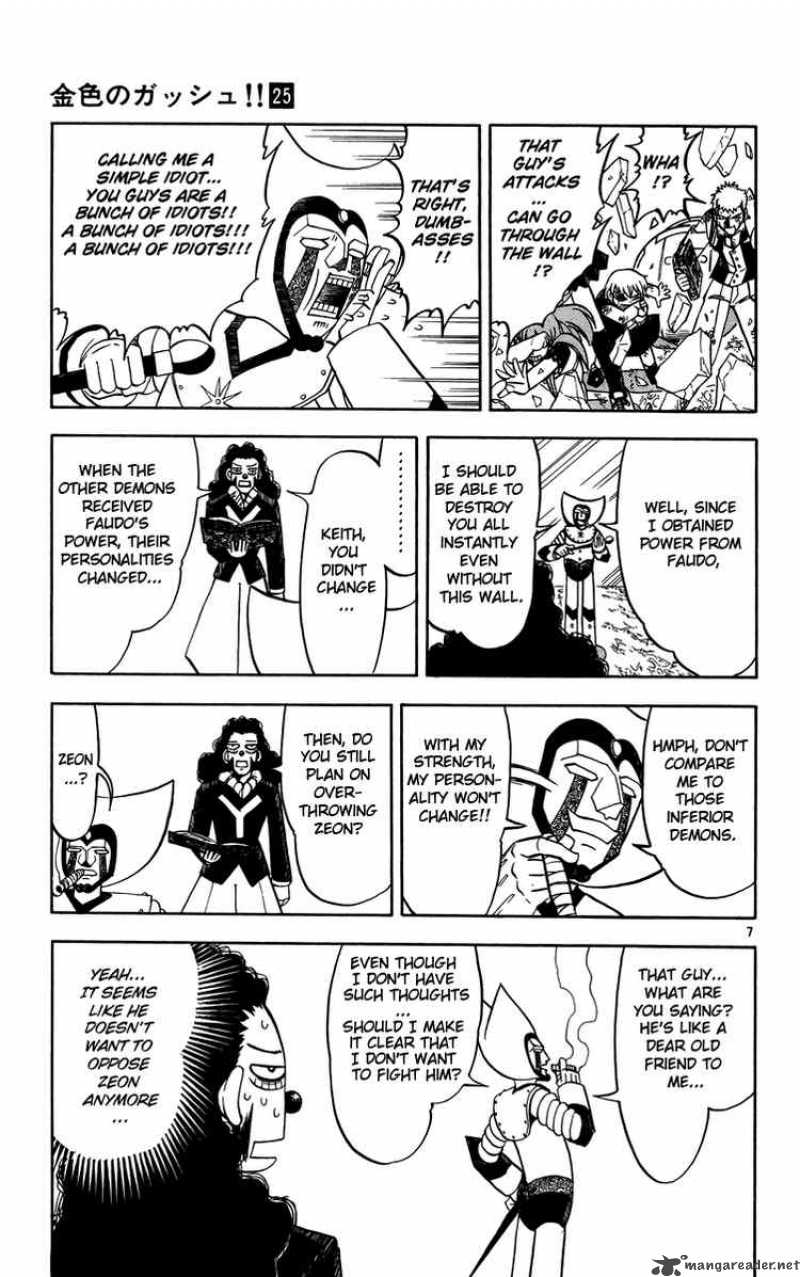 金色のガッシュ!! 25
WHA
!?
THAT
GUY'S
ATTACKS
...
CAN GO
THROUGH
THE WALL
!?
THAT'S
RIGHT,
DUMB-
ASSES
!!
CALLING ME A
SIMPLE IDIOT...
YOU GUYS ARE A
BUNCH OF IDIOTS!!
A BUNCH OF IDIOTS!!!
A BUNCH OF IDIOTS!!!
WELL, SINCE
I OBTAINED
POWER FROM
FAUDO,
I SHOULD
BE ABLE TO
DESTROY
YOU ALL
INSTANTLY
EVEN
WITHOUT
THIS WALL.
.........
KEITH,
YOU
DIDN'T
CHANGE
...
WHEN THE
OTHER DEMONS
RECEIVED
FAUDO'S
POWER, THEIR
PERSONALITIES
CHANGED...
HMPH, DON'T
COMPARE
ME TO
THOSE
INFERIOR
DEMONS.
WITH MY
STRENGTH,
MY PERSON-
ALITY WON'T
CHANGE!!
THEN, DO
YOU STILL
PLAN ON
OVER-
THROWING
ZEON?
ZEON
...?
7
THAT GUY...
WHAT ARE
YOU SAYING?
HE'S LIKE A
DEAR OLD
FRIEND TO
ME...
EVEN THOUGH
I DON'T HAVE
SUCH THOUGHTS
...
SHOULD I MAKE
IT CLEAR THAT
I DON'T WANT
TO FIGHT HIM?
YEAH...
IT SEEMS
LIKE HE
DOESN'T
WANT TO
OPPOSE
ZEON
ANYMORE
...
mangareader.net